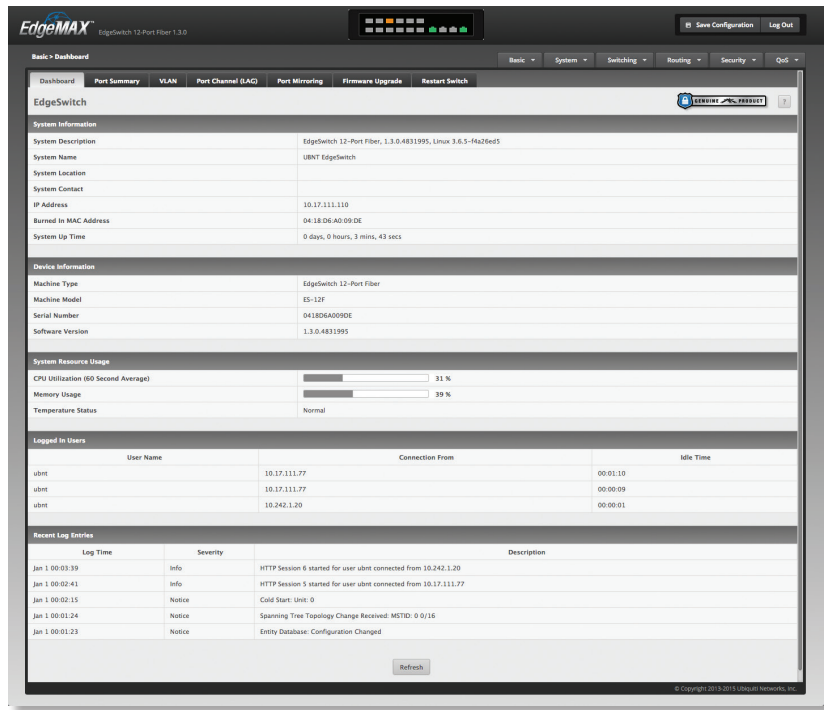 EdgeMAX™ EdgeSwitch 12-Port Fiber 1.3.0
Save Configuration Log Out
Basic > Dashboard
Basic System Switching Routing Security QoS
Dashboard Port Summary VLAN Port Channel (LAG) Port Mirroring Firmware Upgrade Restart Switch
EdgeSwitch
GENUINE PRODUCT ?
System Information
System Description EdgeSwitch 12-Port Fiber, 1.3.0.4831995, Linux 3.6.5-f4a26ed5
System Name UBNT EdgeSwitch
System Location
System Contact
IP Address 10.17.111.110
Burned In MAC Address 04:18:D6:A0:09:DE
System Up Time 0 days, 0 hours, 3 mins, 43 secs
Device Information
Machine Type EdgeSwitch 12-Port Fiber
Machine Model ES-12F
Serial Number 0418D6A009DE
Software Version 1.3.0.4831995
System Resource Usage
CPU Utilization (60 Second Average) 31 %
Memory Usage 39 %
Temperature Status Normal
Logged In Users
User Name Connection From Idle Time
ubnt 10.17.111.77 00:01:10
ubnt 10.17.111.77 00:00:09
ubnt 10.242.1.20 00:00:01
Recent Log Entries
Log Time Severity Description
Jan 1 00:03:39 Info HTTP Session 6 started for user ubnt connected from 10.242.1.20
Jan 1 00:02:41 Info HTTP Session 5 started for user ubnt connected from 10.17.111.77
Jan 1 00:02:15 Notice Cold Start: Unit: 0
Jan 1 00:01:24 Notice Spanning Tree Topology Change Received: MSTID: 0 0/16
Jan 1 00:01:23 Notice Entity Database: Configuration Changed
Refresh
© Copyright 2013-2015 Ubiquiti Networks, Inc.